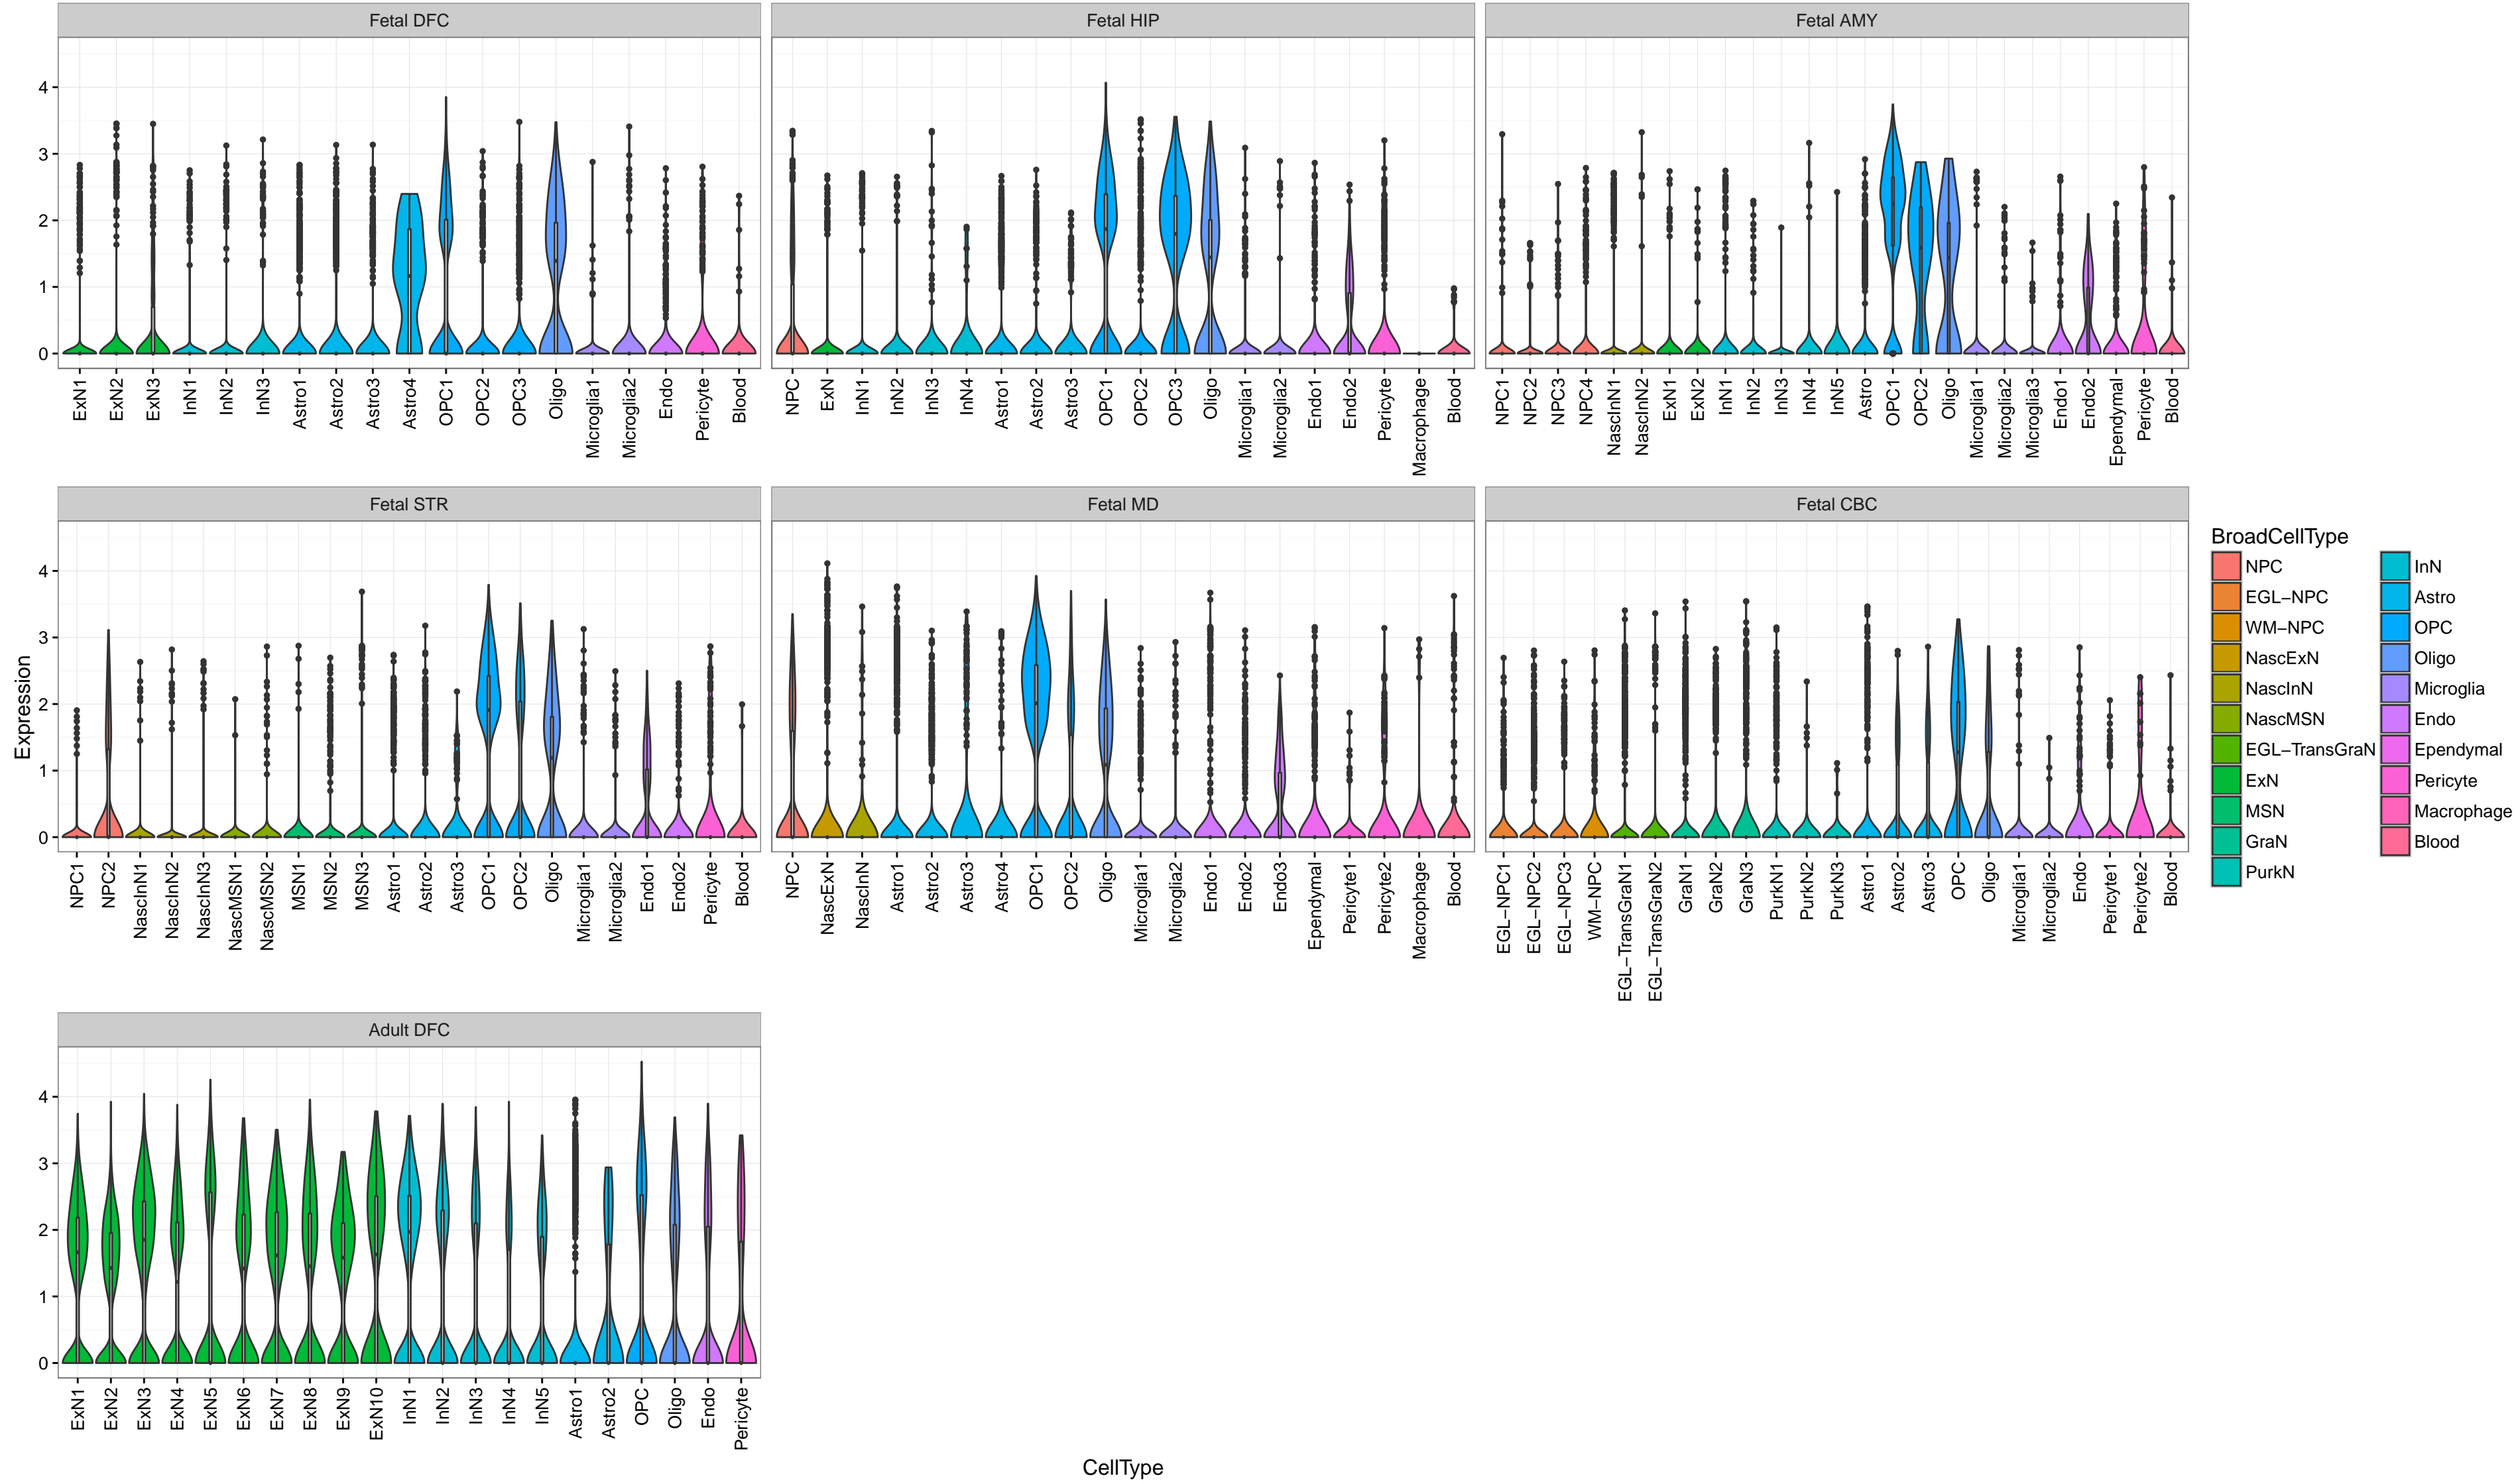 Fetal DFC Fetal HIP Fetal AMY
4
3
2
1
0
ExN1 ExN2 ExN3 InN1 InN2 InN3 Astro1 Astro2 Astro3 Astro4 OPC1 OPC2 OPC3 Oligo Microglia1 Microglia2 Endo Pericyte Blood
NPC ExN InN1 InN2 InN3 InN4 Astro1 Astro2 Astro3 OPC1 OPC2 OPC3 Oligo Microglia1 Microglia2 Endo1 Endo2 Pericyte Macrophage Blood
NPC1 NPC2 NPC3 NPC4 NascInN1 NascInN2 ExN1 ExN2 InN1 InN2 InN3 InN4 InN5 Astro OPC1 OPC2 Oligo Microglia1 Microglia2 Microglia3 Endo1 Endo2 Ependymal Pericyte Blood
Fetal STR Fetal MD Fetal CBC
Expression
4
3
2
1
0
NPC1 NPC2 NascInN1 NascInN2 NascInN3 NascMSN1 NascMSN2 MSN1 MSN2 MSN3 Astro1 Astro2 Astro3 OPC1 OPC2 Oligo Microglia1 Microglia2 Endo1 Endo2 Pericyte Blood
NPC NascExN NascInN Astro1 Astro2 Astro3 Astro4 OPC1 OPC2 Oligo Microglia1 Microglia2 Endo1 Endo2 Endo3 Ependymal Pericyte1 Pericyte2 Macrophage Blood
EGL−NPC1 EGL−NPC2 EGL−NPC3 WM−NPC EGL−TransGraN1 EGL−TransGraN2 GraN1 GraN2 GraN3 PurkN1 PurkN2 PurkN3 Astro1 Astro2 Astro3 OPC Oligo Microglia1 Microglia2 Endo Pericyte1 Pericyte2 Blood
BroadCellType
NPC InN
EGL−NPC Astro
WM−NPC OPC
NascExN Oligo
NascInN Microglia
NascMSN Endo
EGL−TransGraN Ependymal
ExN Pericyte
MSN Macrophage
GraN Blood
PurkN
Adult DFC
4
3
2
1
0
ExN1 ExN2 ExN3 ExN4 ExN5 ExN6 ExN7 ExN8 ExN9 ExN10 InN1 InN2 InN3 InN4 InN5 Astro1 Astro2 OPC Oligo Endo Pericyte
CellType